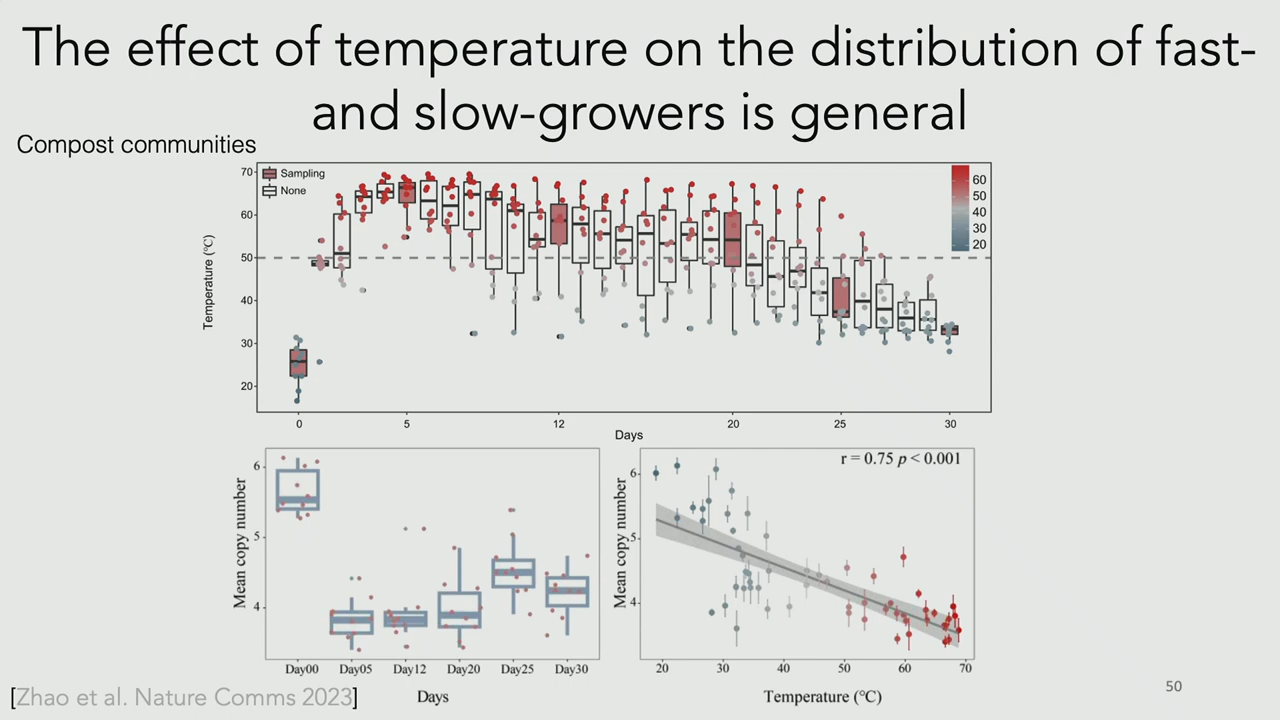 The effect of temperature on the distribution of fast-
and slow-growers is general
Compost communities
Sampling
None
70
60
50
40
30
20
Temperature (℃)
60
50
40
30
20
0
5
12
20
25
30
Days
6
5
4
Mean copy number
Day00
Day05
Day12
Day20
Day25
Day30
Days
r = 0.75 p < 0.001
6
5
4
Mean copy number
20
30
40
50
60
70
Temperature (℃)
[Zhao et al. Nature Comms 2023]
50